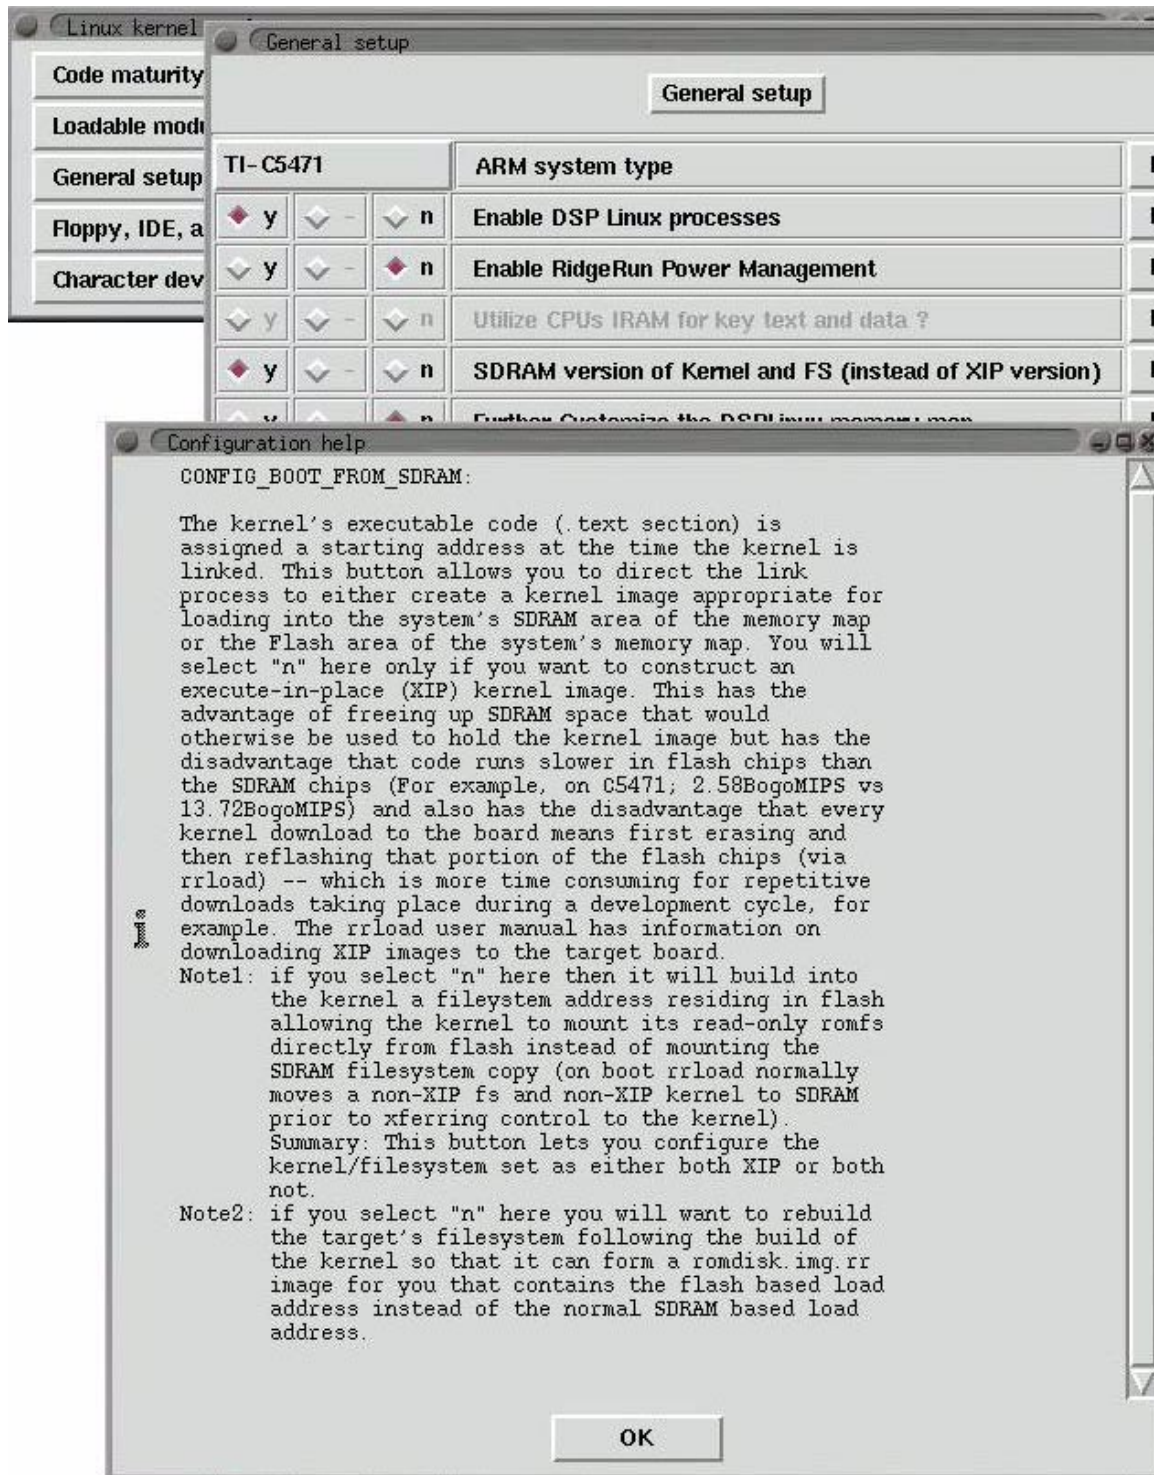 Linux kernel
General setup
Code maturity
General setup
Loadable modu
TI-C5471 ARM system type
General setup
y - n Enable DSP Linux processes
Floppy, IDE, a
y - n Enable RidgeRun Power Management
Character dev
y - n Utilize CPUs IRAM for key text and data ?
y - n SDRAM version of Kernel and FS (instead of XIP version)
y n Further Customize the DSPLinux memory map
Configuration help
CONFIG_BOOT_FROM_SDRAM:
The kernel's executable code (.text section) is
assigned a starting address at the time the kernel is
linked. This button allows you to direct the link
process to either create a kernel image appropriate for
loading into the system's SDRAM area of the memory map
or the Flash area of the system's memory map. You will
select "n" here only if you want to construct an
execute-in-place (XIP) kernel image. This has the
advantage of freeing up SDRAM space that would
otherwise be used to hold the kernel image but has the
disadvantage that code runs slower in flash chips than
the SDRAM chips (For example, on C5471; 2.58BogoMIPS vs
13.72BogoMIPS) and also has the disadvantage that every
kernel download to the board means first erasing and
then reflashing that portion of the flash chips (via
rrload) -- which is more time consuming for repetitive
downloads taking place during a development cycle, for
example. The rrload user manual has information on
downloading XIP images to the target board.
Note1: if you select "n" here then it will build into
the kernel a fileystem address residing in flash
allowing the kernel to mount its read-only romfs
directly from flash instead of mounting the
SDRAM filesystem copy (on boot rrload normally
moves a non-XIP fs and non-XIP kernel to SDRAM
prior to xferring control to the kernel).
Summary: This button lets you configure the
kernel/filesystem set as either both XIP or both
not.
Note2: if you select "n" here you will want to rebuild
the target's filesystem following the build of
the kernel so that it can form a romdisk.img.rr
image for you that contains the flash based load
address instead of the normal SDRAM based load
address.
OK